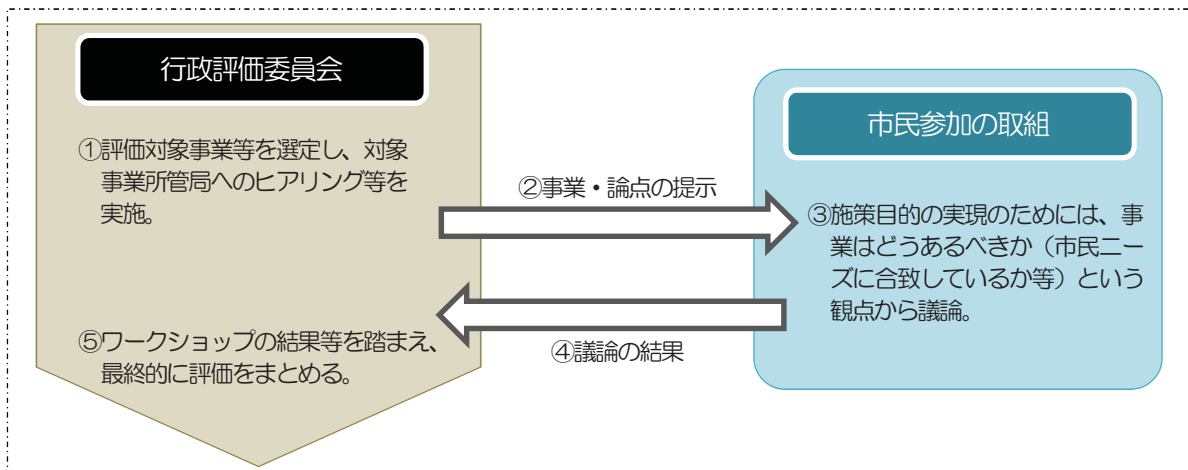 行政評価委員会
①評価対象事業等を選定し、対象
事業所管局へのヒアリング等を
実施。
②事業・論点の提示
市民参加の取組
③施策目的の実現のためには、事
業はどうあるべきか（市民ニー
ズに合致しているか等）という
観点から議論。
④議論の結果
⑤ワークショップの結果等を踏まえ、
最終的に評価をまとめる。